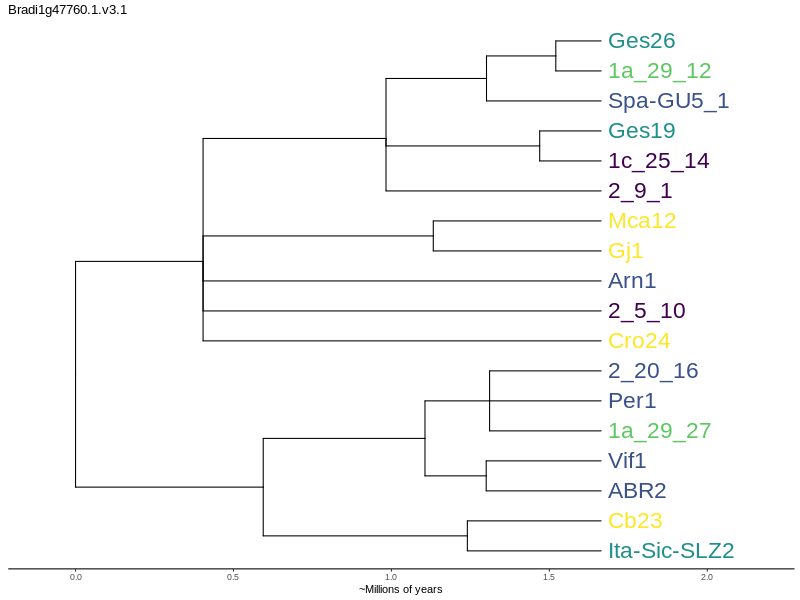 Bradi1g47760.1.v3.1
Ges26
1a_29_12
Spa-GU5_1
Ges19
1c_25_14
2_9_1
Mca12
Gj1
Arn1
2_5_10
Cro24
2_20_16
Per1
1a_29_27
Vif1
ABR2
Cb23
Ita-Sic-SLZ2
0.0 0.5 1.0 1.5 2.0
~Millions of years